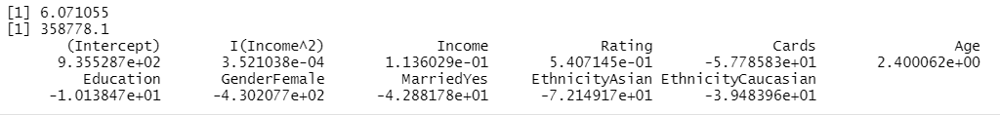 [1] 6.071055
[1] 358778.1
(Intercept) I(Income^2) Income Rating Cards Age
9.355287e+02 3.521038e-04 1.136029e-01 5.407145e-01 -5.778583e+01 2.400062e+00
Education GenderFemale MarriedYes EthnicityAsian EthnicityCaucasian
-1.013847e+01 -4.302077e+02 -4.288178e+01 -7.214917e+01 -3.948396e+01